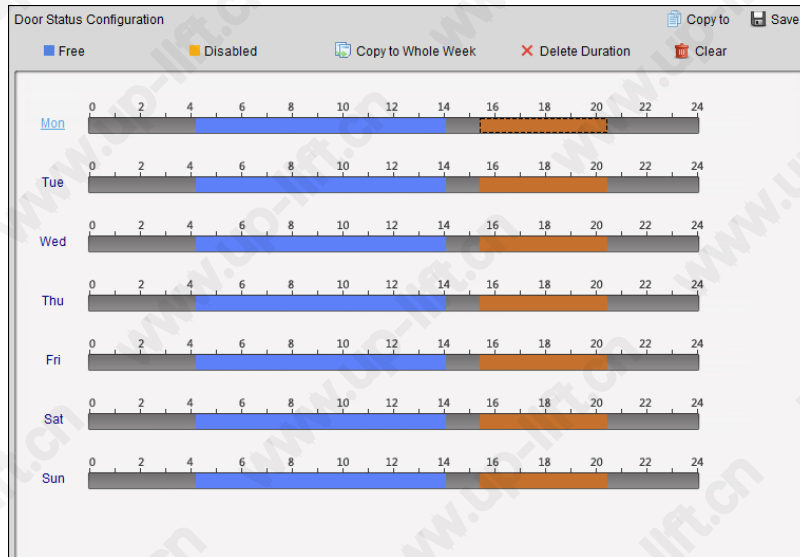 Door Status Configuration Copy to Save
Free Disabled Copy to Whole Week Delete Duration Clear
0 2 4 6 8 10 12 14 16 18 20 22 24
Mon
0 2 4 6 8 10 12 14 16 18 20 22 24
Tue
0 2 4 6 8 10 12 14 16 18 20 22 24
Wed
0 2 4 6 8 10 12 14 16 18 20 22 24
Thu
0 2 4 6 8 10 12 14 16 18 20 22 24
Fri
0 2 4 6 8 10 12 14 16 18 20 22 24
Sat
0 2 4 6 8 10 12 14 16 18 20 22 24
Sun
www.up-lift.cn